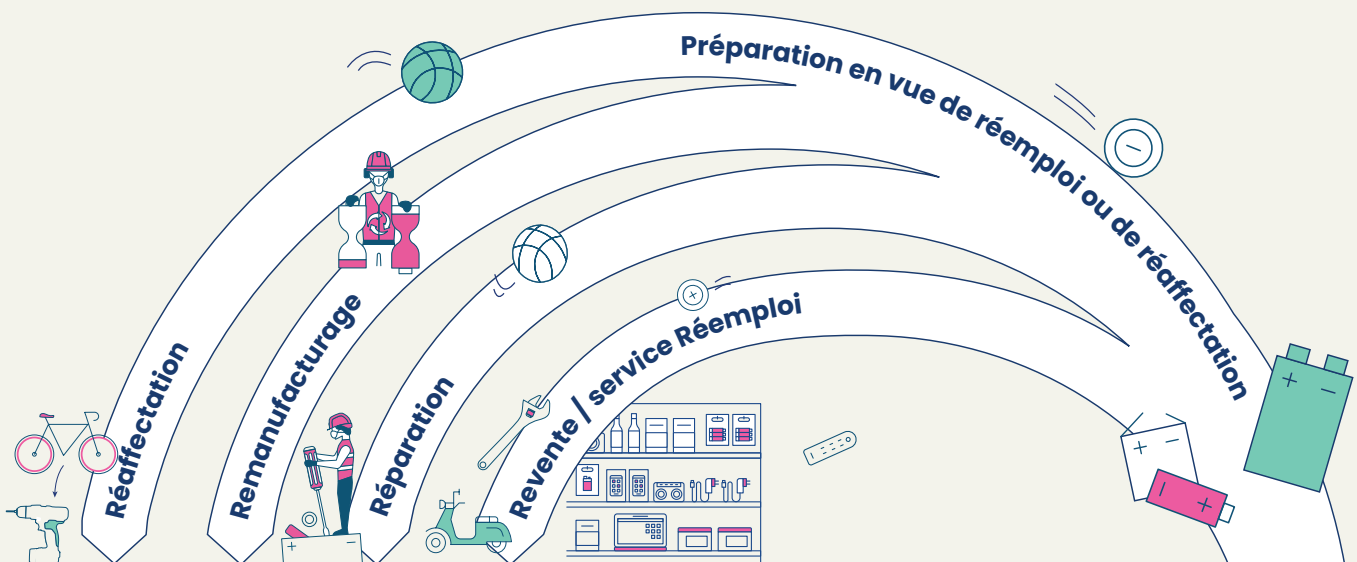 Préparation en vue de réemploi ou de réaffectation
Réaffectation
Remanufacturage
Réparation
Revente / service Réemploi